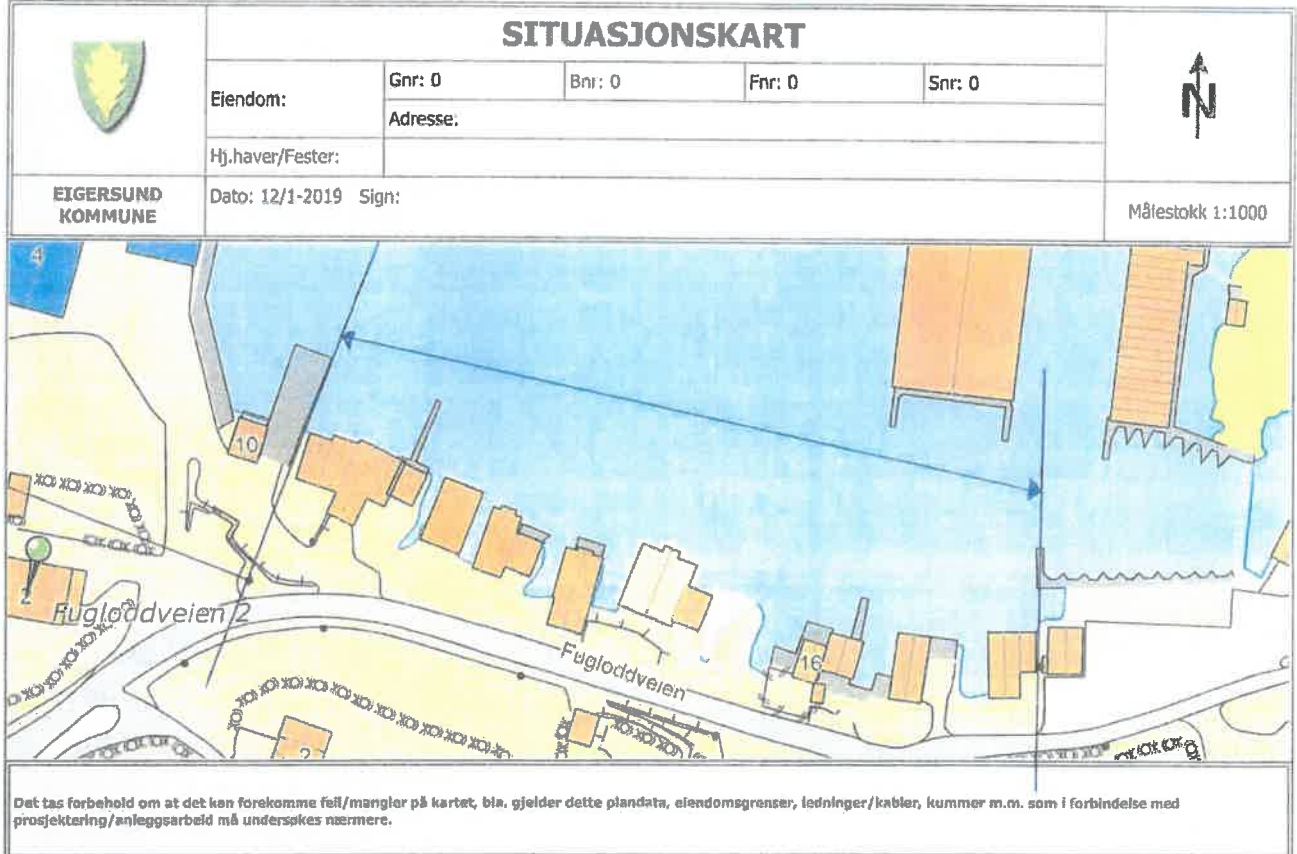 SITUASJONSKART
Eiendom:
Gnr: 0
Bnr: 0
Fnr: 0
Snr: 0
Adresse:
Hj.haver/Fester:
N
EIGERSUND
KOMMUNE
Dato: 12/1-2019 Sign:
Målestokk 1:1000
4
10
2
Fugloddveien 2
Fugloddveien
16
2
Det tas forbehold om at det kan forekomme feil/mangler på kartet, bla. gjelder dette plandata, eiendomsgrenser, ledninger/kabler, kummer m.m. som i forbindelse med
prosjektering/anleggsarbeid må undersøkes nærmere.